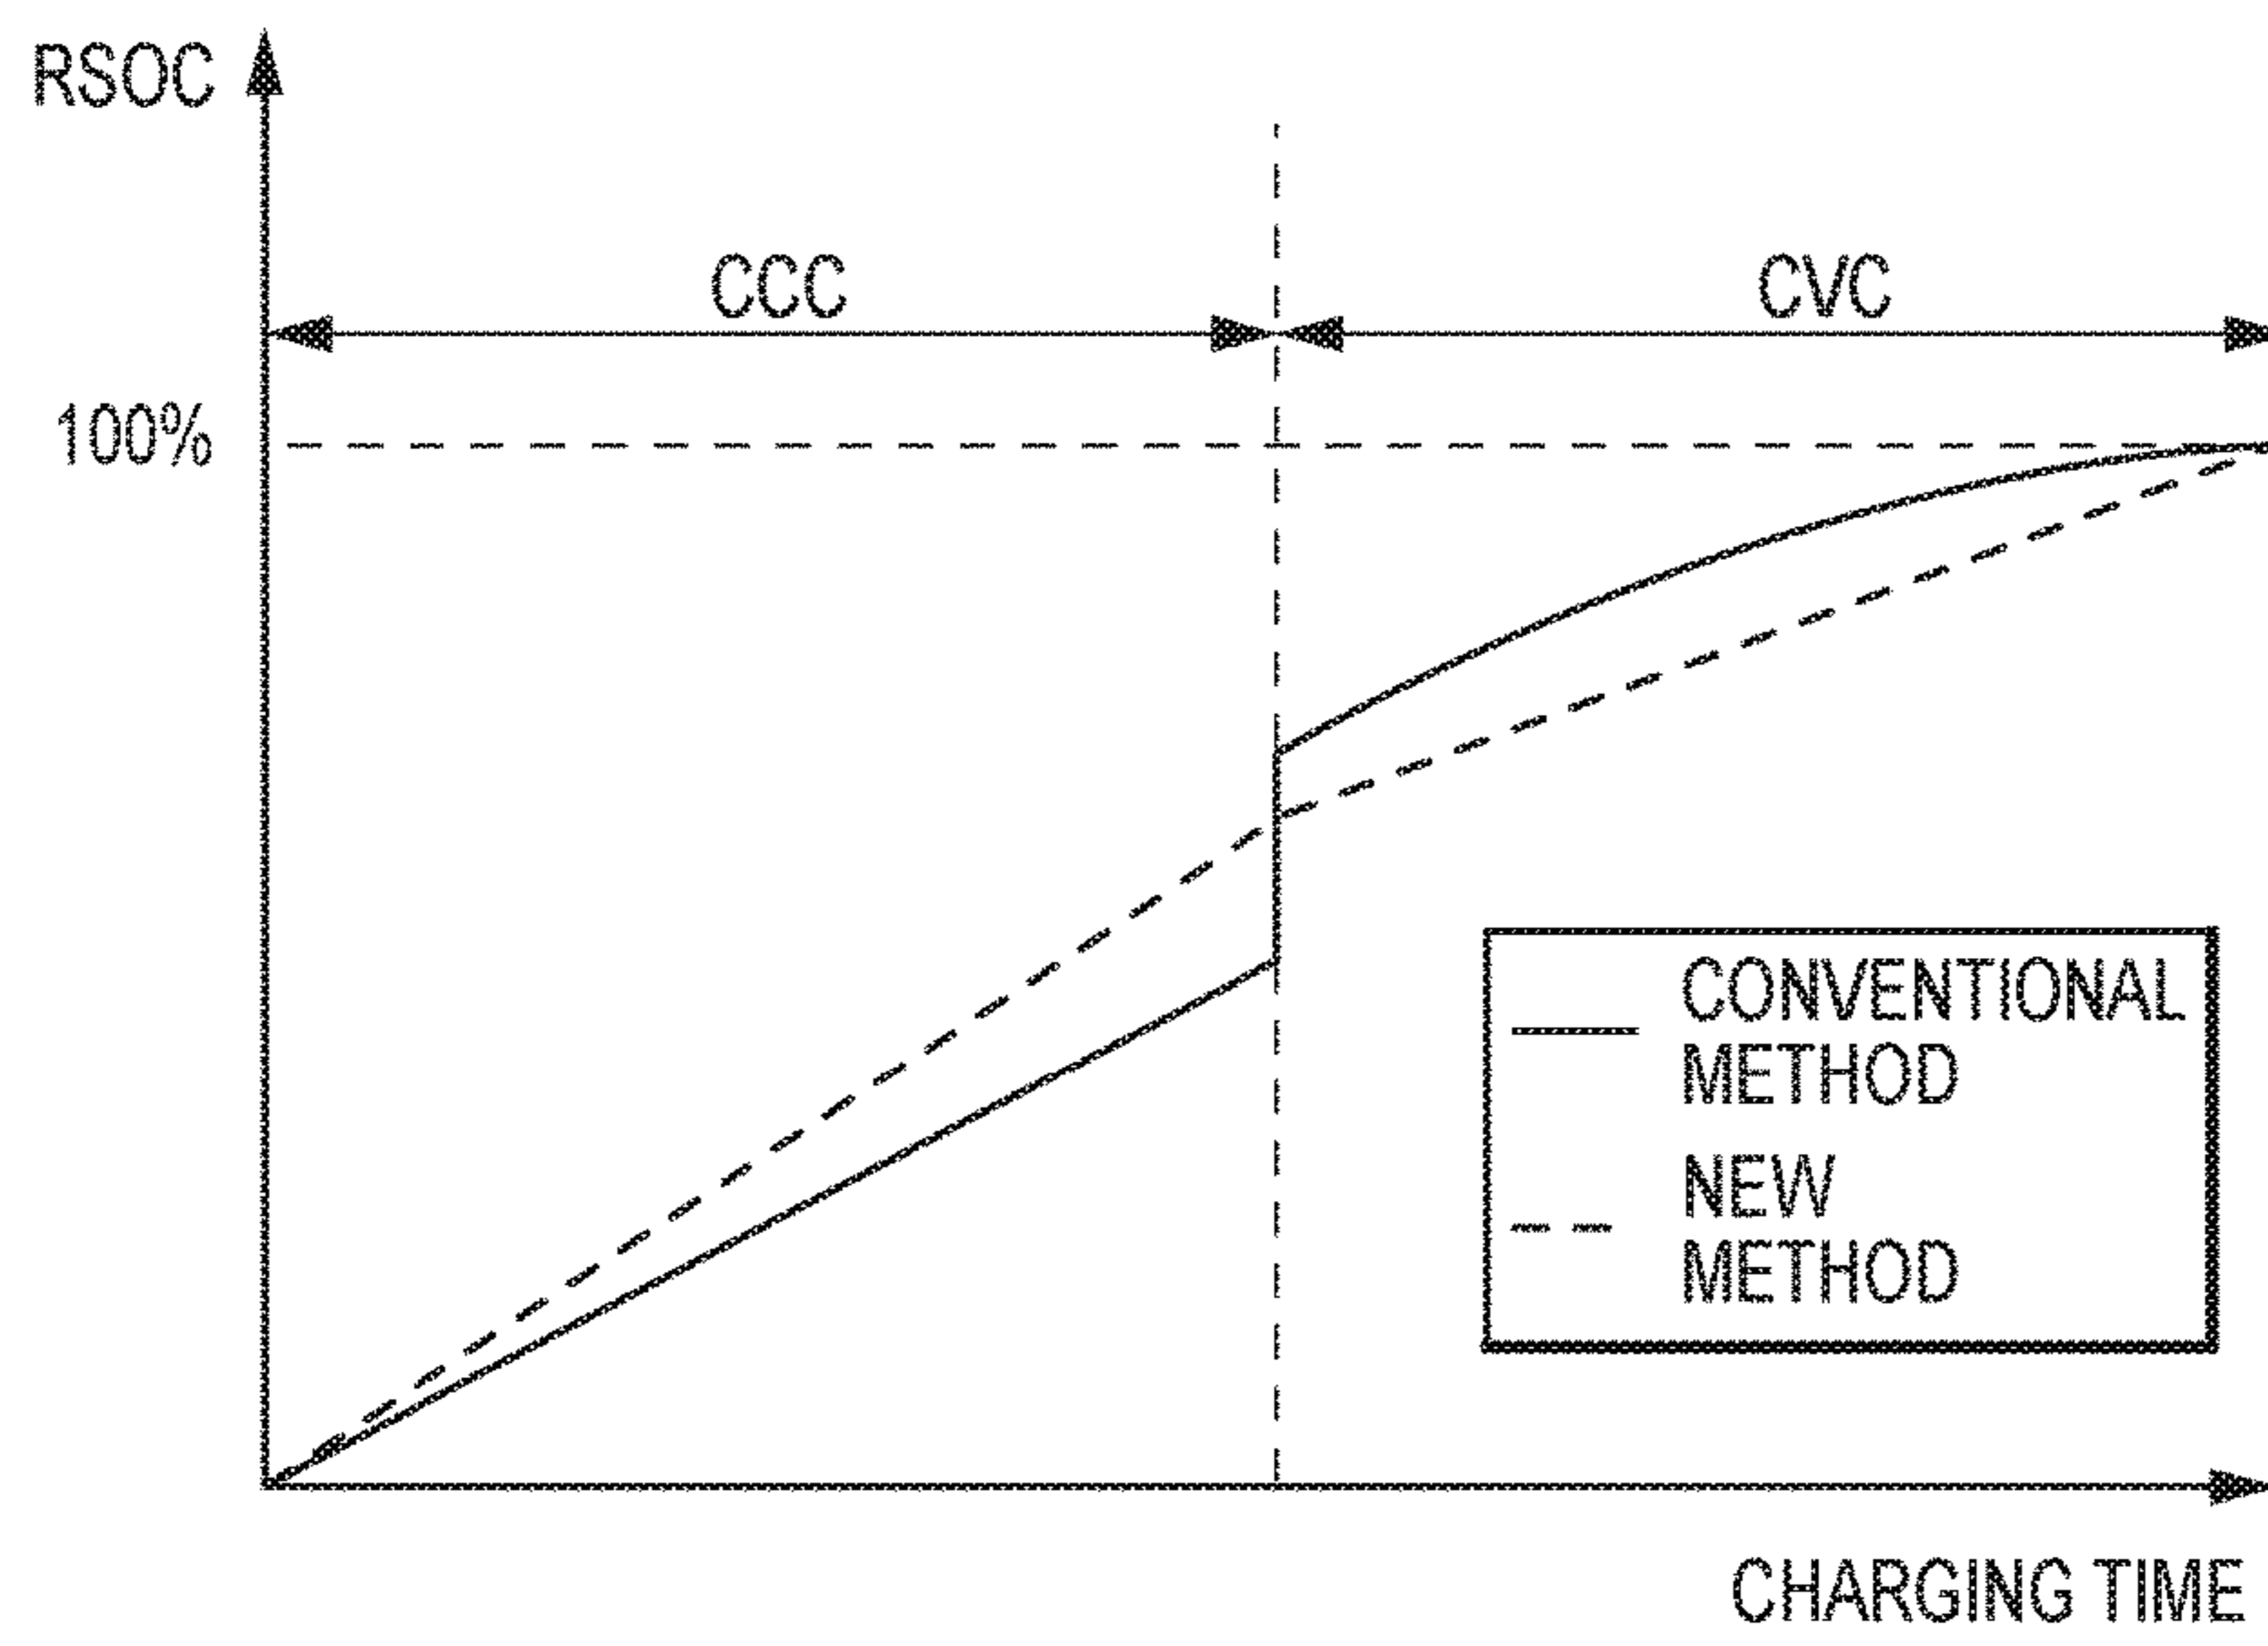 RSOC
CCC
CVC
100%
CONVENTIONAL
METHOD
NEW
METHOD
CHARGING TIME